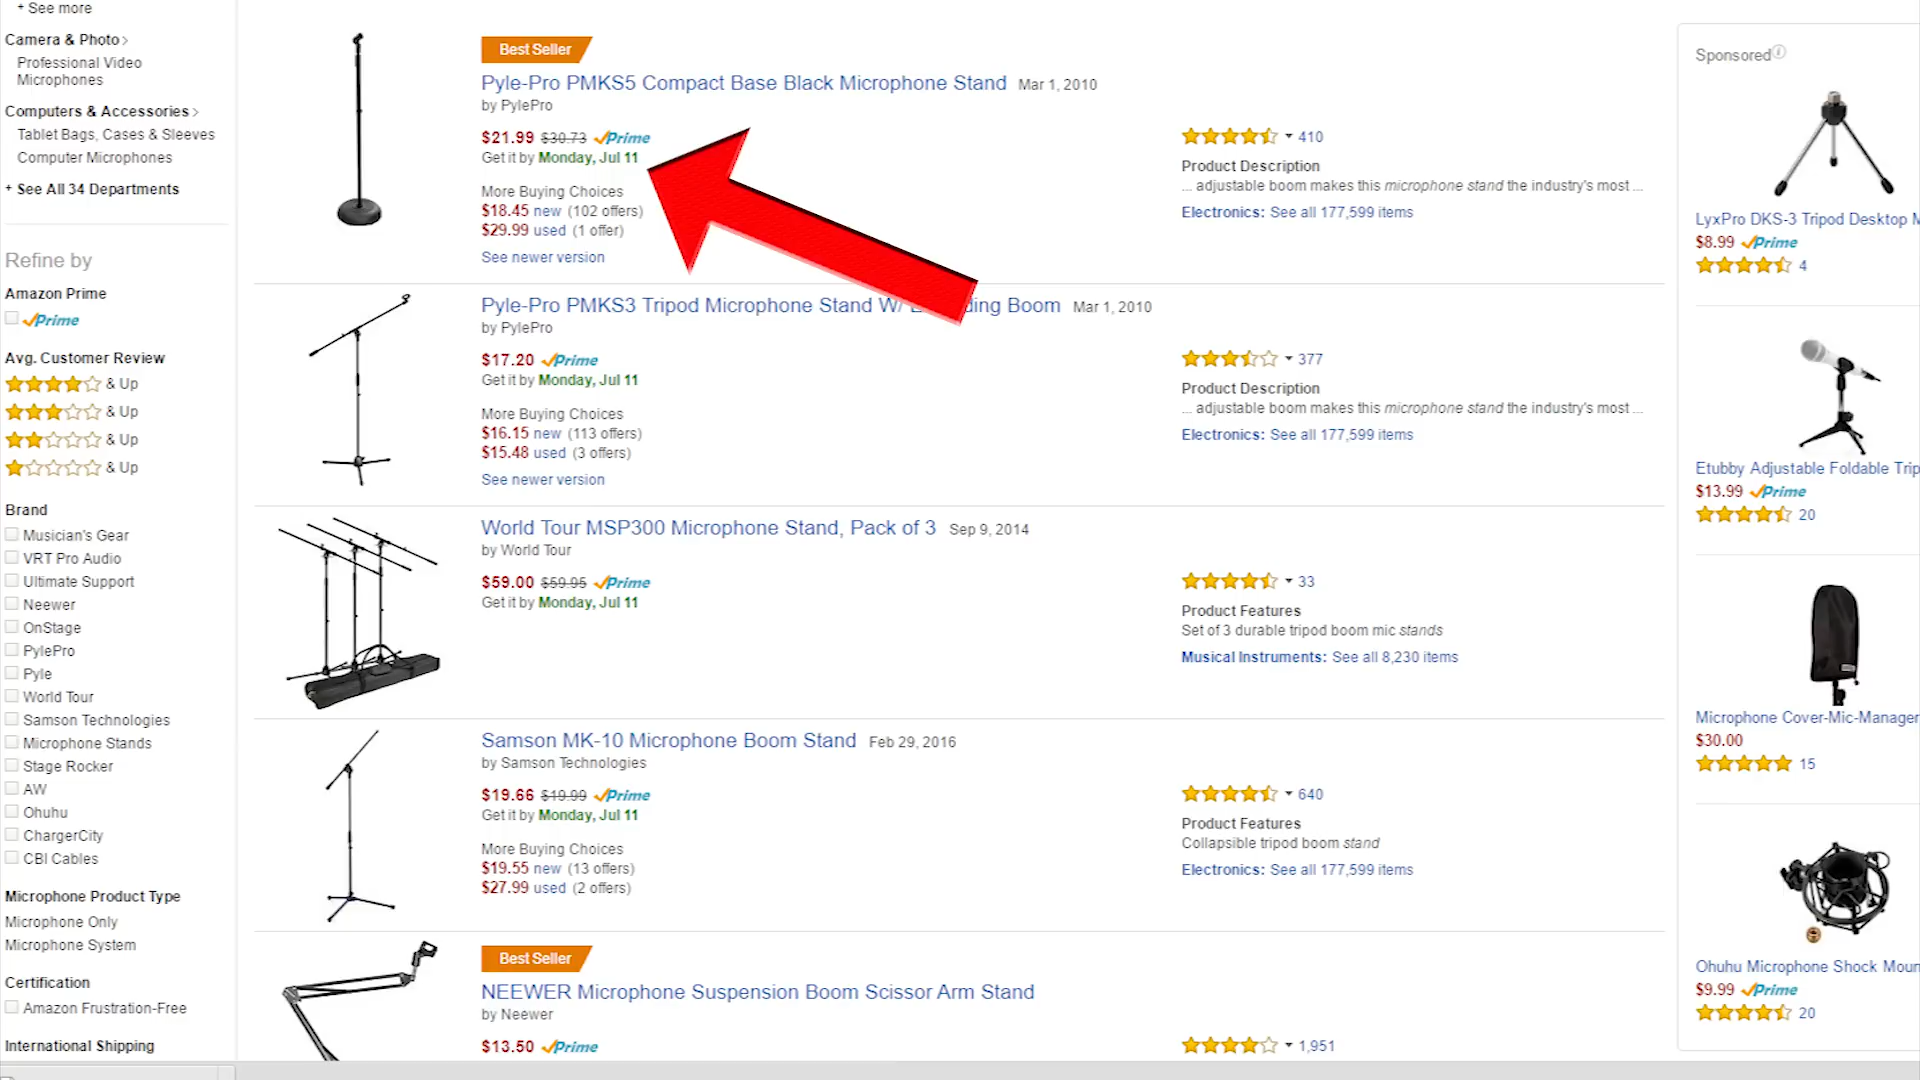 + See more
Camera & Photo
Professional Video
Microphones
Computers & Accessories
Tablet Bags, Cases & Sleeves
Computer Microphones
+ See All 34 Departments
Refine by
Amazon Prime
Prime
Avg. Customer Review
& Up
& Up
& Up
& Up
Brand
Musician's Gear
VRT Pro Audio
Ultimate Support
Neewer
OnStage
PylePro
Pyle
World Tour
Samson Technologies
Microphone Stands
Stage Rocker
AW
Ohuhu
ChargerCity
CBI Cables
Microphone Product Type
Microphone Only
Microphone System
Certification
Amazon Frustration-Free
International Shipping
Best Seller
Pyle-Pro PMKS5 Compact Base Black Microphone Stand Mar 1, 2010
by PylePro
$21.99 $30.73 Prime
Get it by Monday, Jul 11
More Buying Choices
$18.45 new (102 offers)
$29.99 used (1 offer)
See newer version
410
Product Description
... adjustable boom makes this microphone stand the industry's most ...
Electronics: See all 177,599 items
Pyle-Pro PMKS3 Tripod Microphone Stand W/ ding Boom Mar 1, 2010
by PylePro
$17.20 Prime
Get it by Monday, Jul 11
More Buying Choices
$16.15 new (113 offers)
$15.48 used (3 offers)
See newer version
377
Product Description
... adjustable boom makes this microphone stand the industry's most ...
Electronics: See all 177,599 items
World Tour MSP300 Microphone Stand, Pack of 3 Sep 9, 2014
by World Tour
$59.00 $59.95 Prime
Get it by Monday, Jul 11
33
Product Features
Set of 3 durable tripod boom mic stands
Musical Instruments: See all 8,230 items
Samson MK-10 Microphone Boom Stand Feb 29, 2016
by Samson Technologies
$19.66 $19.99 Prime
Get it by Monday, Jul 11
More Buying Choices
$19.55 new (13 offers)
$27.99 used (2 offers)
640
Product Features
Collapsible tripod boom stand
Electronics: See all 177,599 items
Best Seller
NEEWER Microphone Suspension Boom Scissor Arm Stand
by Neewer
$13.50 Prime
1,951
Sponsored
LyxPro DKS-3 Tripod Desktop M
$8.99 Prime
4
Etubby Adjustable Foldable Trip
$13.99 Prime
20
Microphone Cover-Mic-Manager
$30.00
15
Ohuhu Microphone Shock Moun
$9.99 Prime
20